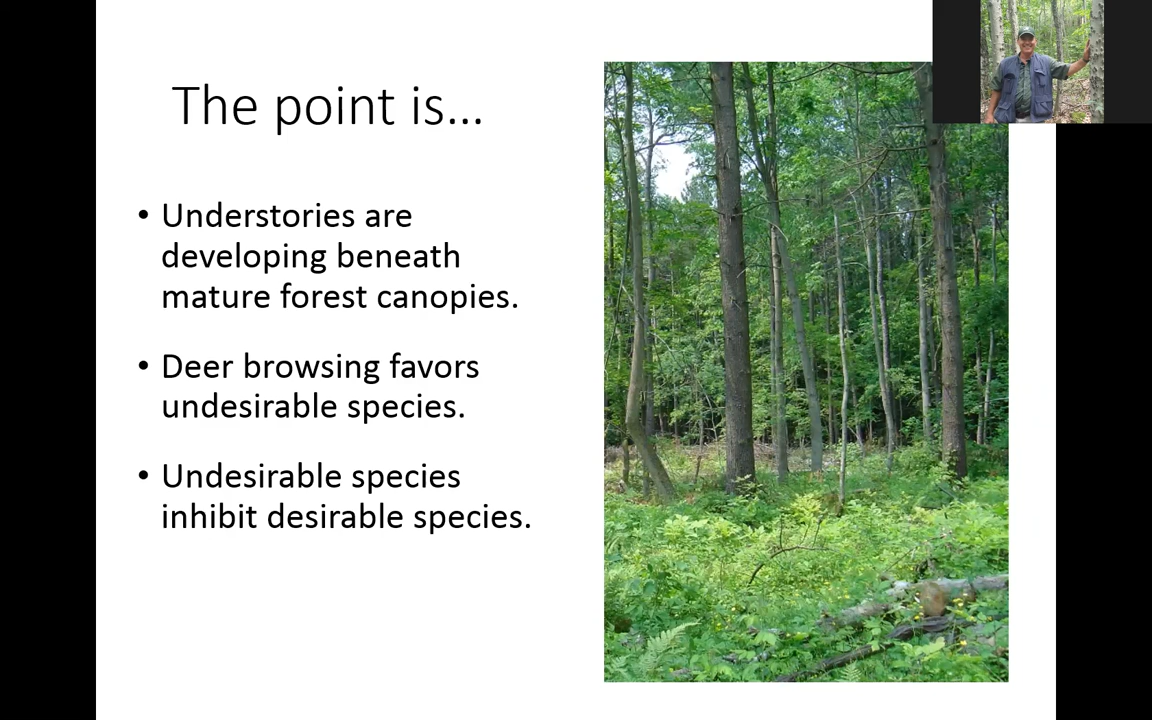 The point is...
• Understories are
developing beneath
mature forest canopies.
• Deer browsing favors
undesirable species.
• Undesirable species
inhibit desirable species.